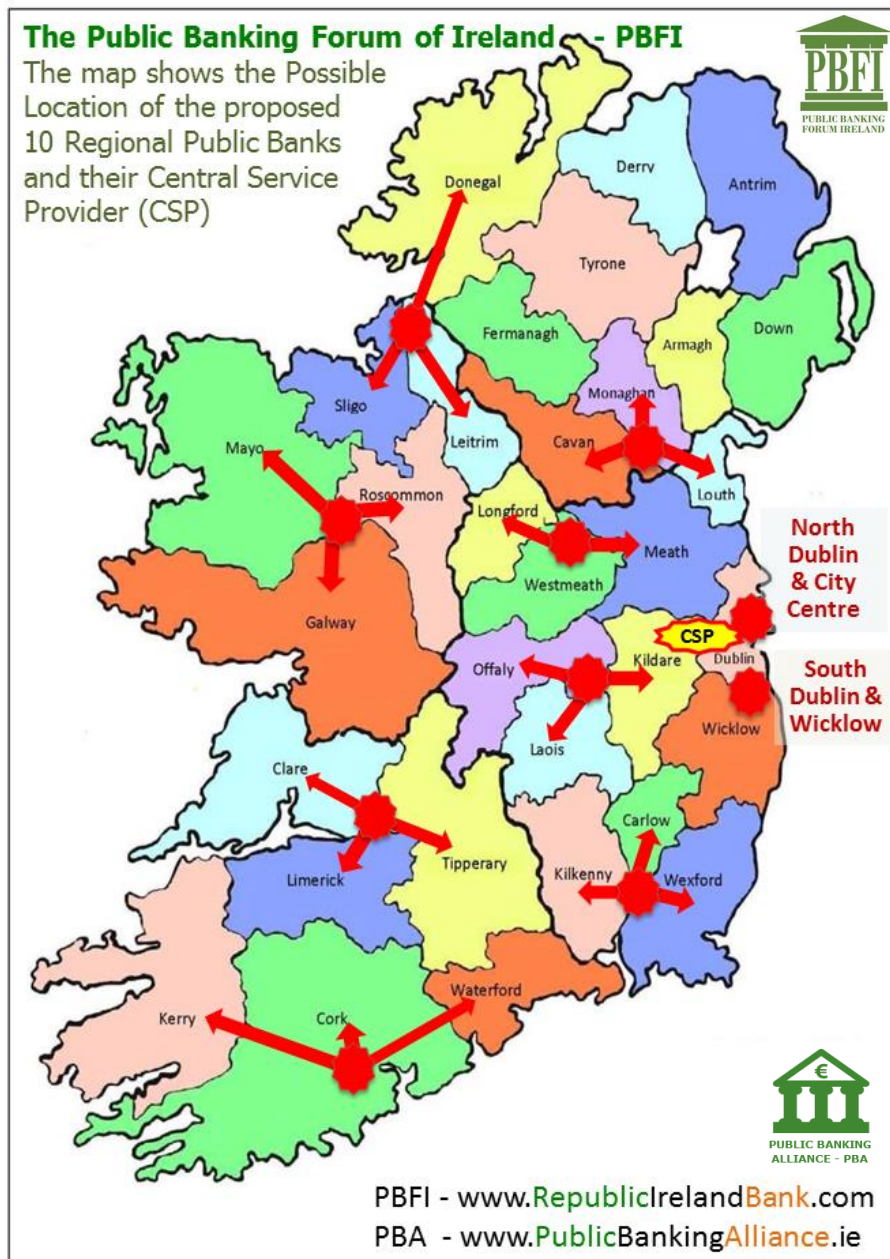 The Public Banking Forum of Ireland - PBFI
The map shows the Possible
Location of the proposed
10 Regional Public Banks
and their Central Service
Provider (CSP)
PBFI
PUBLIC BANKING
FORUM IRELAND
Donegal
Derry
Antrim
Tyrone
Fermanagh
Armagh
Down
Monaghan
Sligo
Leitrim
Cavan
Mayo
Roscommon
Louth
Longford
Meath
Westmeath
North
Dublin
& City
Centre
Galway
CSP
Offaly
Kildare
Dublin
South
Dublin &
Wicklow
Wicklow
Laois
Clare
Carlow
Tipperary
Limerick
Kilkenny
Wexford
Waterford
Kerry
Cork
€
PUBLIC BANKING
ALLIANCE - PBA
PBFI - www.RepublicIrelandBank.com
PBA - www.PublicBankingAlliance.ie